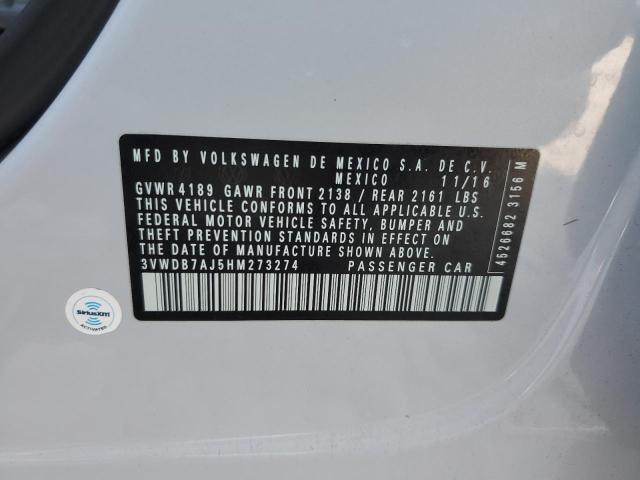 MFD BY VOLKSWAGEN DE MEXICO S.A. DE C.V.
MEXICO 11/16
GVWR 4189 GAWR FRONT 2138 / REAR 2161 LBS
THIS VEHICLE CONFORMS TO ALL APPLICABLE U.S.
FEDERAL MOTOR VEHICLE SAFETY, BUMPER AND
THEFT PREVENTION STANDARDS IN EFFECT ON
THE DATE OF MANUFACTURE SHOWN ABOVE.
3VWDB7AJ5HM273274 PASSENGER CAR
4526682 3156 M
SiriusXM
ACTIVATED